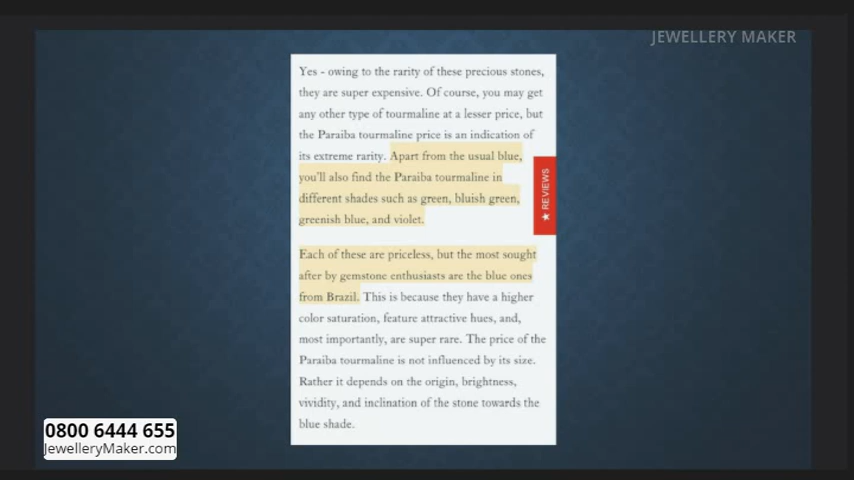 JEWELLERY MAKER
Yes - owing to the rarity of these precious stones,
they are super expensive. Of course, you may get
any other type of tourmaline at a lesser price, but
the Paraiba tourmaline price is an indication of
its extreme rarity. Apart from the usual blue,
you'll also find the Paraiba tourmaline in
different shades such as green, bluish green,
greenish blue, and violet.
★ REVIEWS
Each of these are priceless, but the most sought
after by gemstone enthusiasts are the blue ones
from Brazil. This is because they have a higher
color saturation, feature attractive hues, and,
most importantly, are super rare. The price of the
Paraiba tourmaline is not influenced by its size.
Rather it depends on the origin, brightness,
vividity, and inclination of the stone towards the
blue shade.
0800 6444 655
JewelleryMaker.com